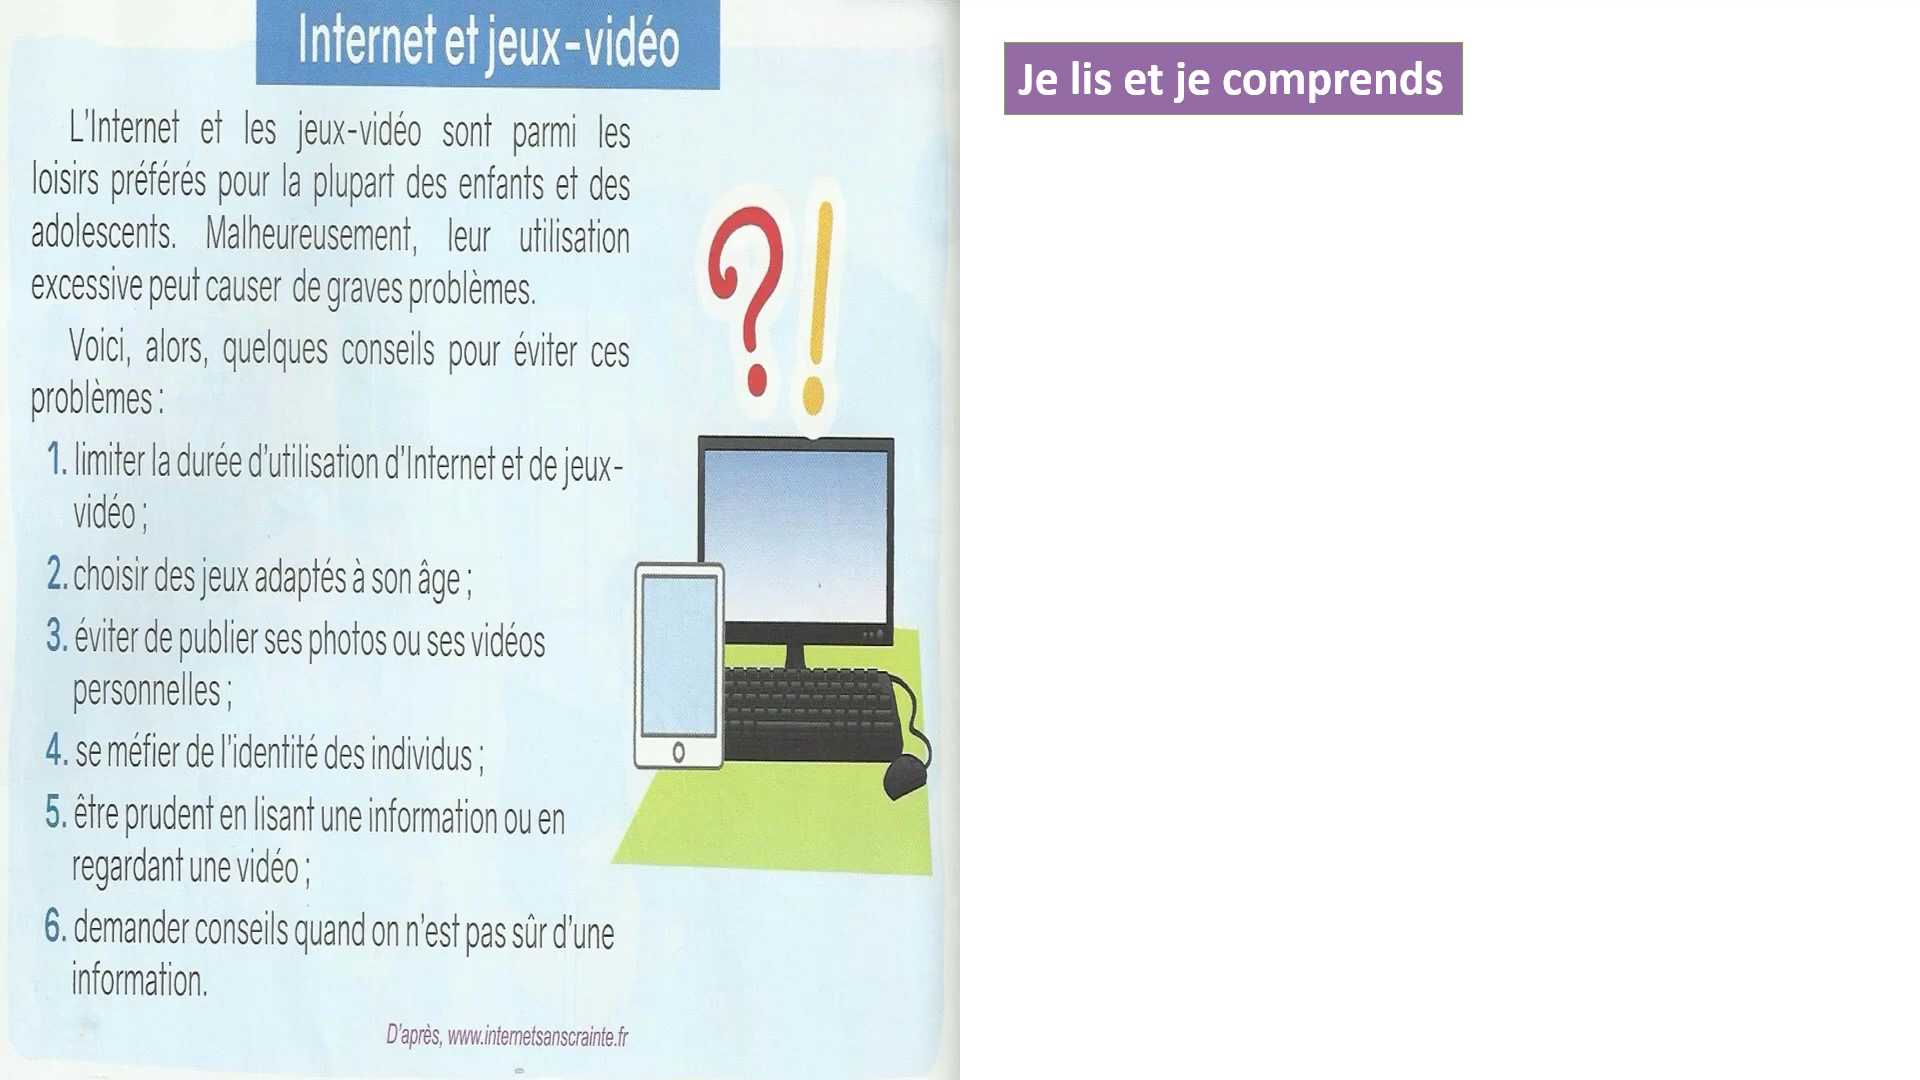 Internet et jeux-vidéo
L'Internet et les jeux-vidéo sont parmi les
loisirs préférés pour la plupart des enfants et des
adolescents. Malheureusement, leur utilisation
excessive peut causer de graves problèmes.
Voici, alors, quelques conseils pour éviter ces
problèmes :
1. limiter la durée d'utilisation d'Internet et de jeux-
vidéo ;
2. choisir des jeux adaptés à son âge ;
3. éviter de publier ses photos ou ses vidéos
personnelles ;
4. se méfier de l'identité des individus ;
5. être prudent en lisant une information ou en
regardant une vidéo ;
6. demander conseils quand on n'est pas sûr d'une
information.
D'après, www.internetsanscrainte.fr
Je lis et je comprends